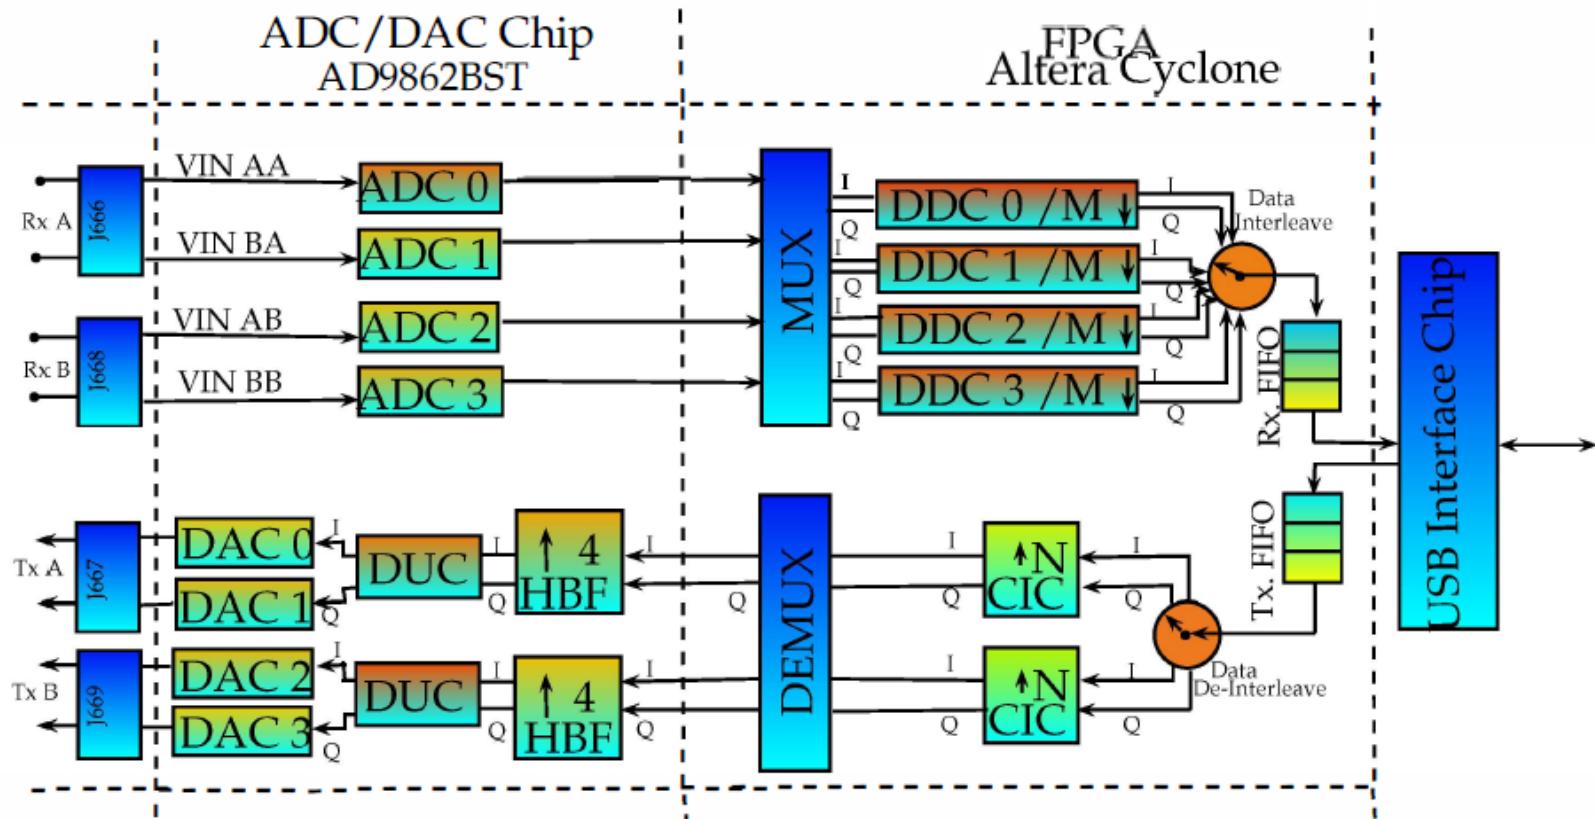 ADC/DAC Chip
AD9862BST
FPGA
Altera Cyclone
Rx A
J666
VIN AA
VIN BA
ADC 0
ADC 1
Rx B
J668
VIN AB
VIN BB
ADC 2
ADC 3
MUX
I
Q
I
Q
I
Q
I
Q
DDC 0 /M
DDC 1 /M
DDC 2 /M
DDC 3 /M
I
Q
I
Q
I
Q
I
Q
Data
Interleave
Rx. FIFO
USB Interface Chip
Tx A
J667
DAC 0
DAC 1
I
Q
DUC
I
Q
4
HBF
I
Q
DEMUX
I
Q
N
CIC
I
Q
Tx. FIFO
Tx B
J669
DAC 2
DAC 3
I
Q
DUC
I
Q
4
HBF
I
Q
I
Q
N
CIC
I
Q
Data
De-Interleave